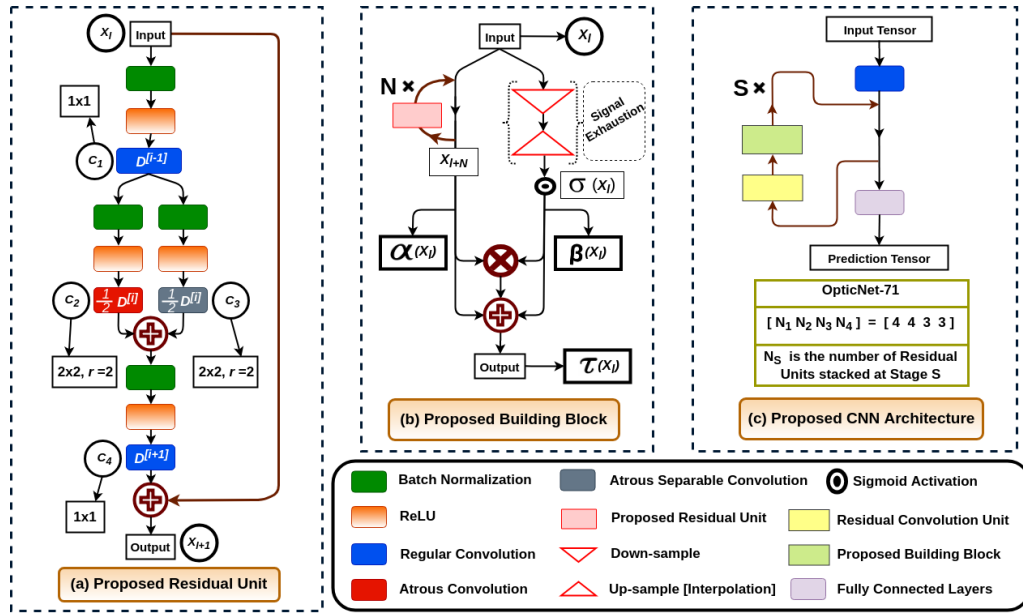 X_l
Input
1x1
C_1
D^[i-1]
C_2
1/2 D^[i]
1/2 D^[i]
C_3
2x2, r =2
2x2, r =2
C_4
D^[i+1]
1x1
Output
X_l+1
(a) Proposed Residual Unit
Input
X_l
N ×
Signal
Exhaustion
X_l+N
σ (x_l)
α(X_l)
β(X_l)
Output
τ(X_l)
(b) Proposed Building Block
Input Tensor
S ×
Prediction Tensor
OpticNet-71
[ N_1 N_2 N_3 N_4 ] = [ 4 4 3 3 ]
N_S is the number of Residual
Units stacked at Stage S
(c) Proposed CNN Architecture
Batch Normalization
Atrous Separable Convolution
Sigmoid Activation
ReLU
Proposed Residual Unit
Residual Convolution Unit
Regular Convolution
Down-sample
Proposed Building Block
Atrous Convolution
Up-sample [Interpolation]
Fully Connected Layers